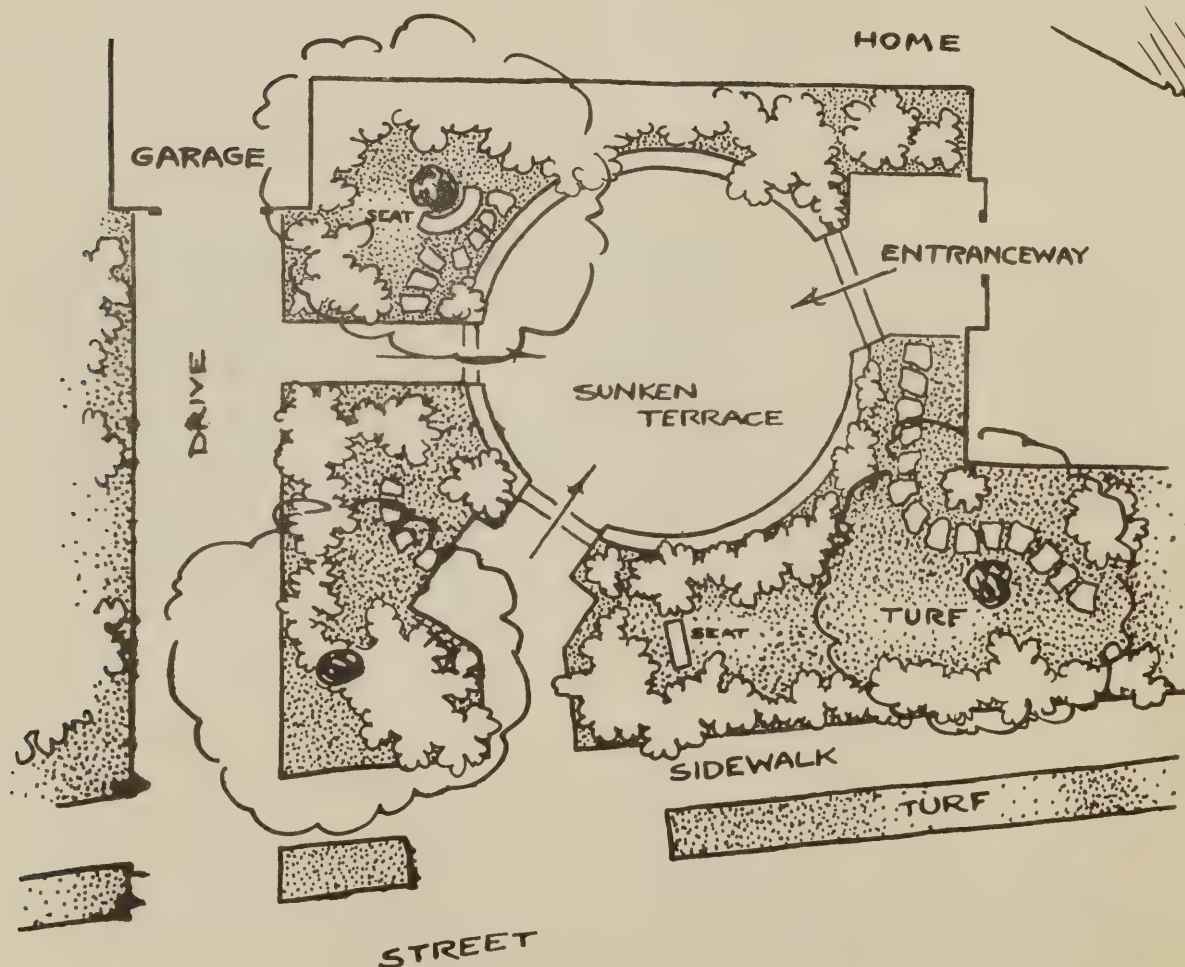 HOME
GARAGE
SEAT
ENTRANCEWAY
DRIVE
SUNKEN
TERRACE
TURF
SEAT
SIDEWALK
TURF
STREET